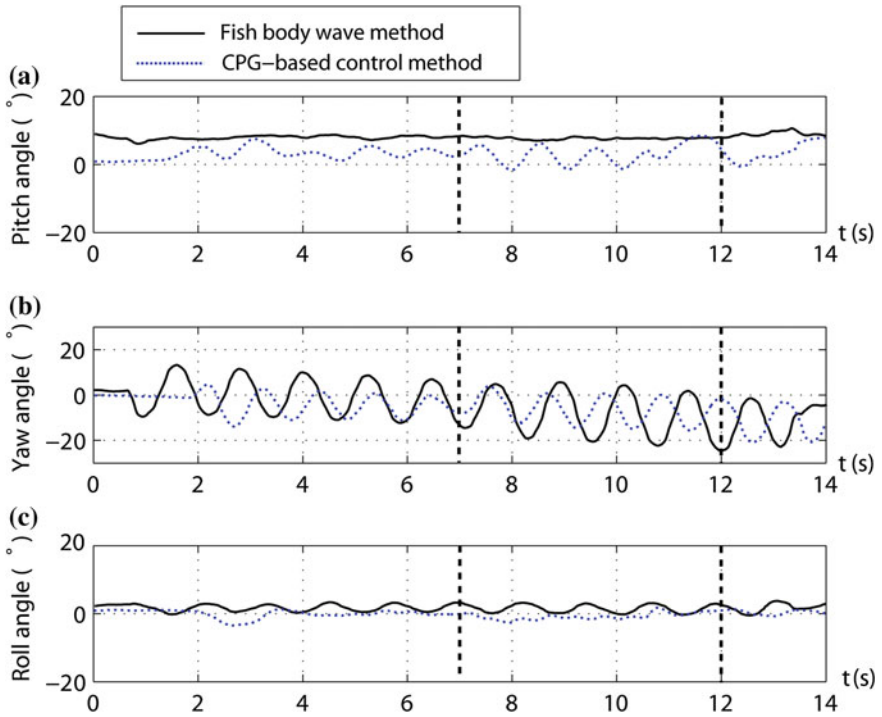 Fish body wave method
CPG-based control method
(a)
Pitch angle ( ° )
20
0
−20
0 2 4 6 8 10 12 14
t (s)
(b)
Yaw angle ( ° )
20
0
−20
0 2 4 6 8 10 12 14
t (s)
(c)
Roll angle ( ° )
20
0
−20
0 2 4 6 8 10 12 14
t (s)